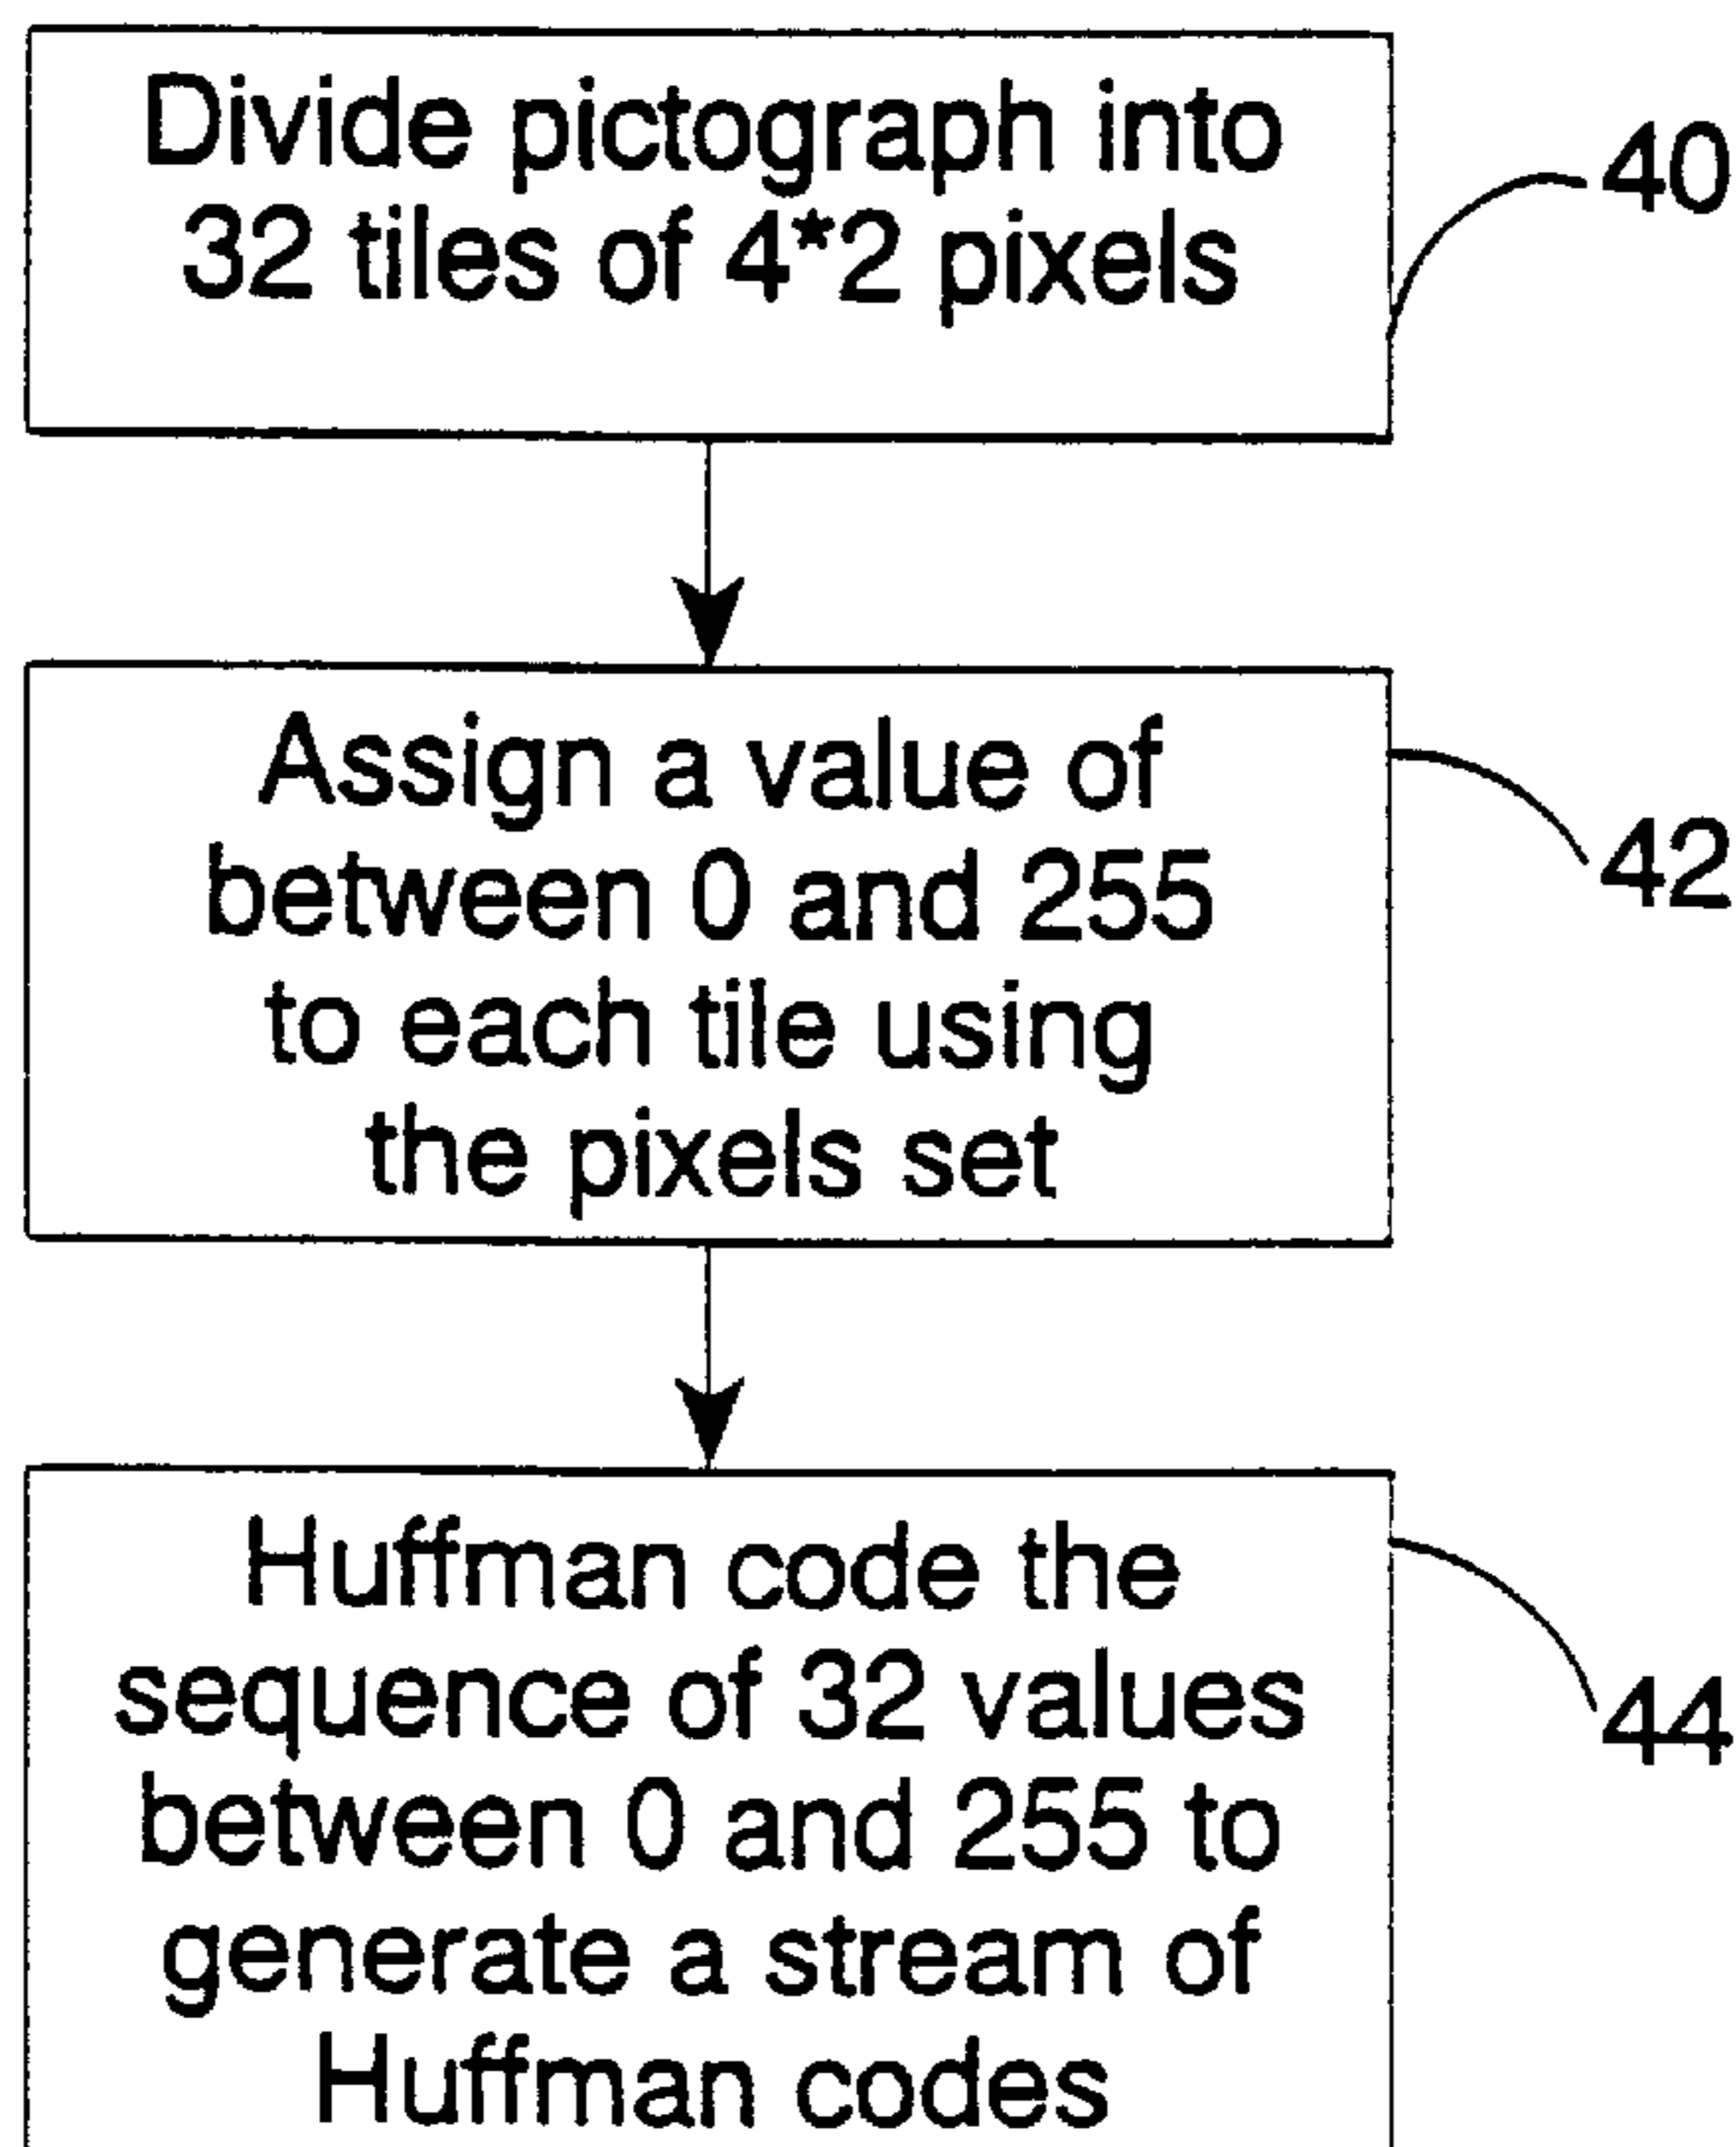 Divide pictograph into
32 tiles of 4*2 pixels
40
Assign a value of
between 0 and 255
to each tile using
the pixels set
42
Huffman code the
sequence of 32 values
between 0 and 255 to
generate a stream of
Huffman codes
44